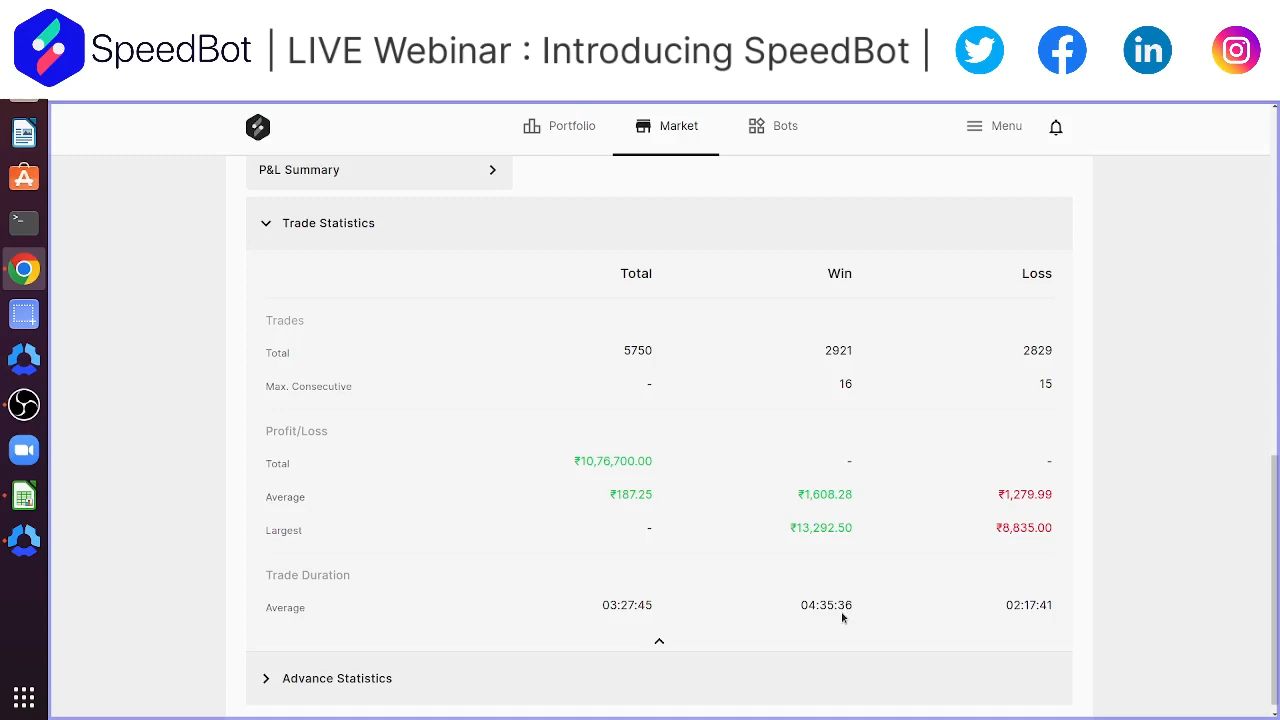 SpeedBot | LIVE Webinar : Introducing SpeedBot |
Portfolio Market Bots Menu
P&L Summary
Trade Statistics
Total Win Loss
Trades
Total 5750 2921 2829
Max. Consecutive - 16 15
Profit/Loss
Total ₹10,76,700.00 - -
Average ₹187.25 ₹1,608.28 ₹1,279.99
Largest - ₹13,292.50 ₹8,835.00
Trade Duration
Average 03:27:45 04:35:36 02:17:41
Advance Statistics